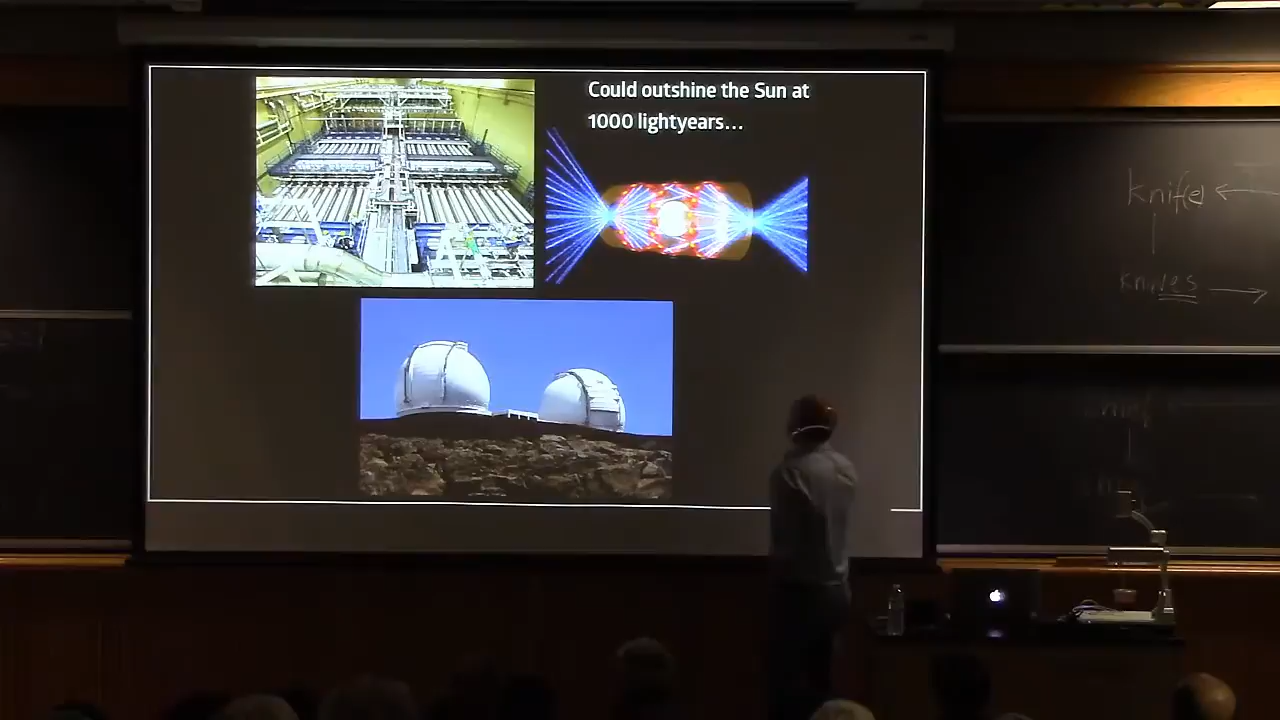 Could outshine the Sun at
1000 lightyears...
knife
knives